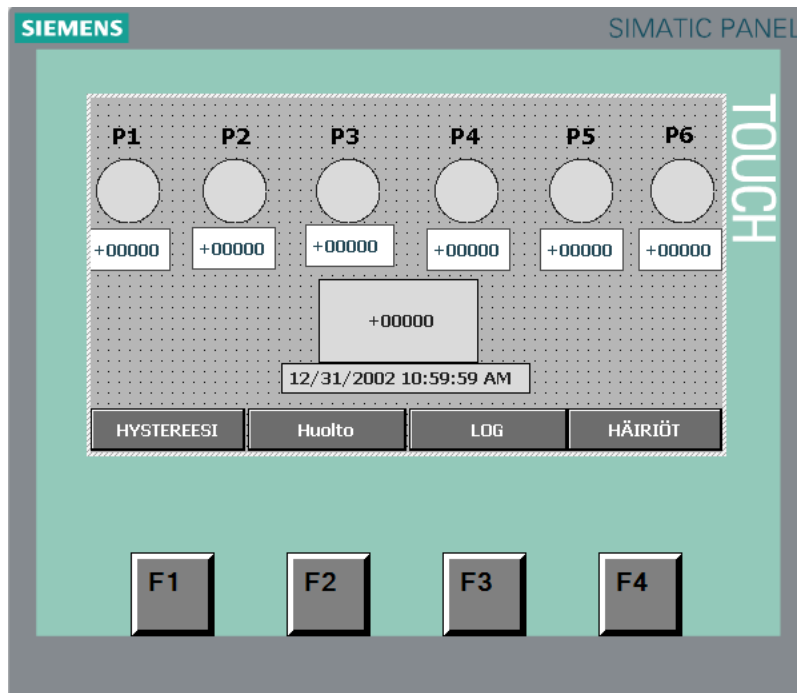 SIEMENS
SIMATIC PANEL
TOUCH
P1 P2 P3 P4 P5 P6
+00000 +00000 +00000 +00000 +00000 +00000
+00000
12/31/2002 10:59:59 AM
HYSTEREESI Huolto LOG HÄIRIÖT
F1 F2 F3 F4